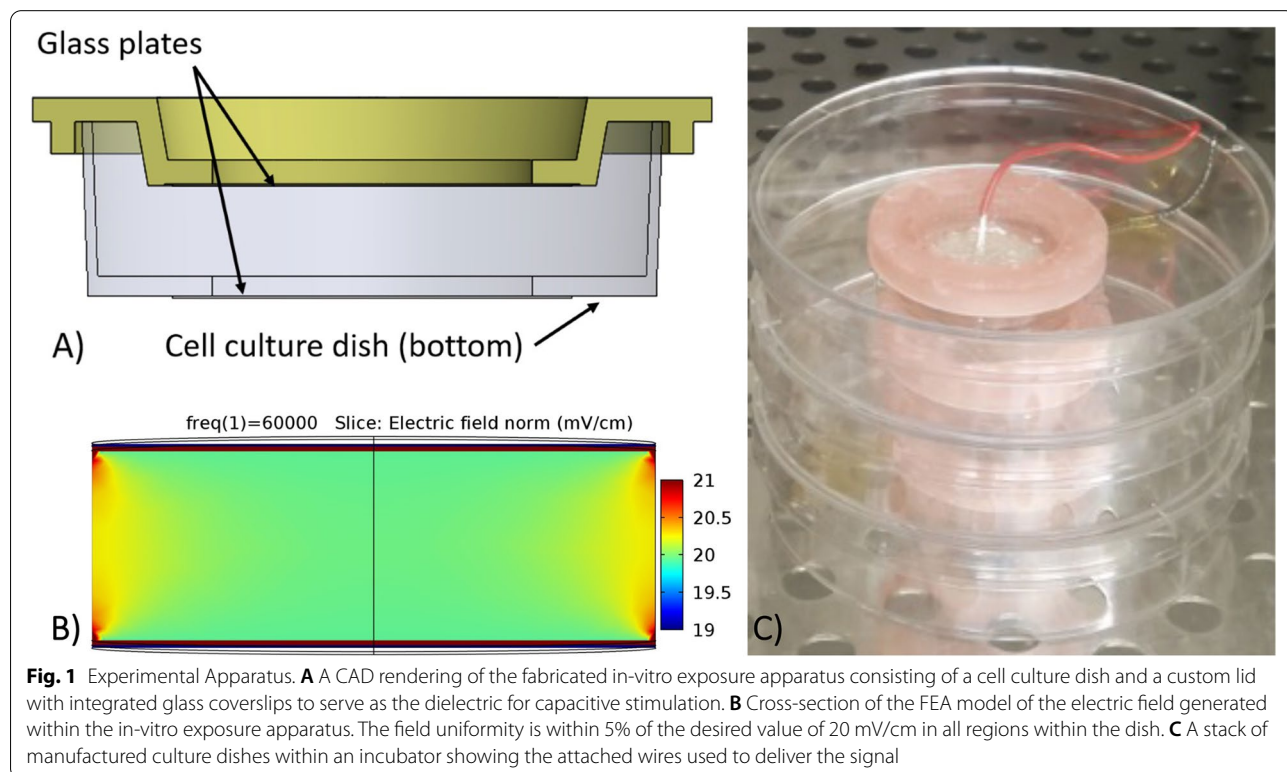 Glass plates
A)
Cell culture dish (bottom)
freq(1)=60000 Slice: Electric field norm (mV/cm)
21
20.5
20
19.5
19
B)
C)
Fig. 1 Experimental Apparatus. A A CAD rendering of the fabricated in-vitro exposure apparatus consisting of a cell culture dish and a custom lid
with integrated glass coverslips to serve as the dielectric for capacitive stimulation. B Cross-section of the FEA model of the electric field generated
within the in-vitro exposure apparatus. The field uniformity is within 5% of the desired value of 20 mV/cm in all regions within the dish. C A stack of
manufactured culture dishes within an incubator showing the attached wires used to deliver the signal